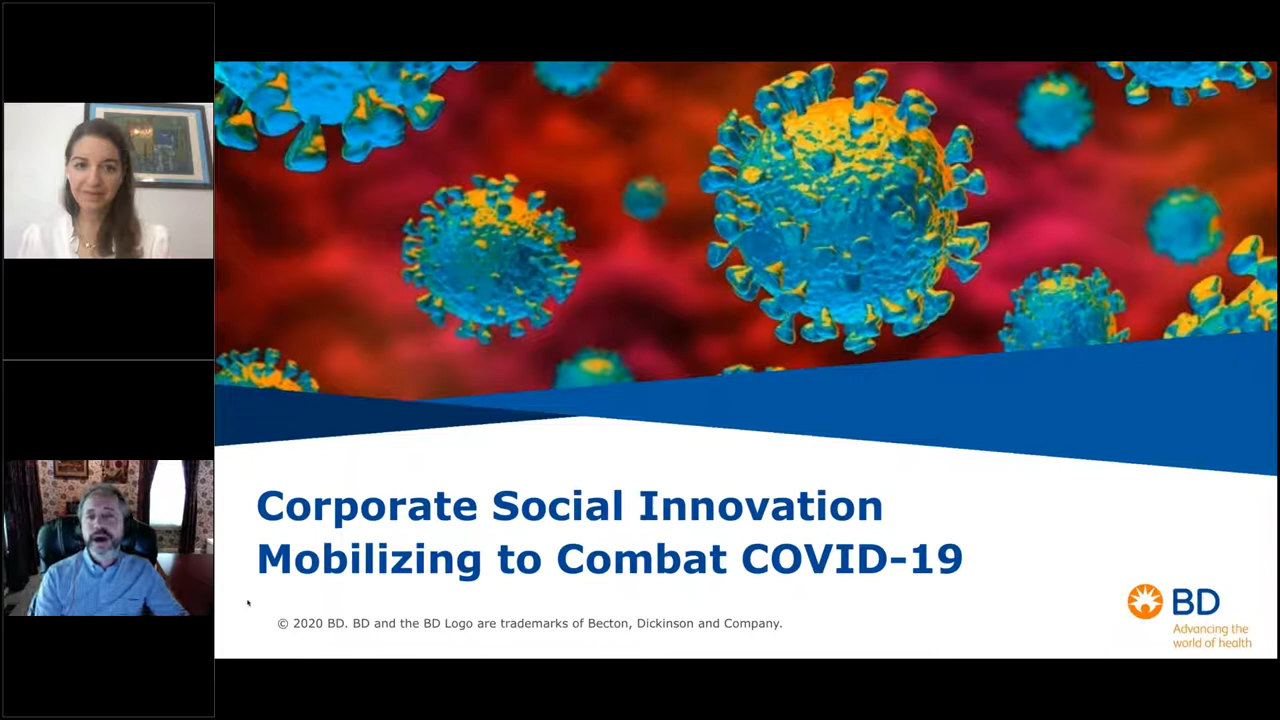 Corporate Social Innovation
Mobilizing to Combat COVID-19
© 2020 BD. BD and the BD Logo are trademarks of Becton, Dickinson and Company.
BD
Advancing the
world of health